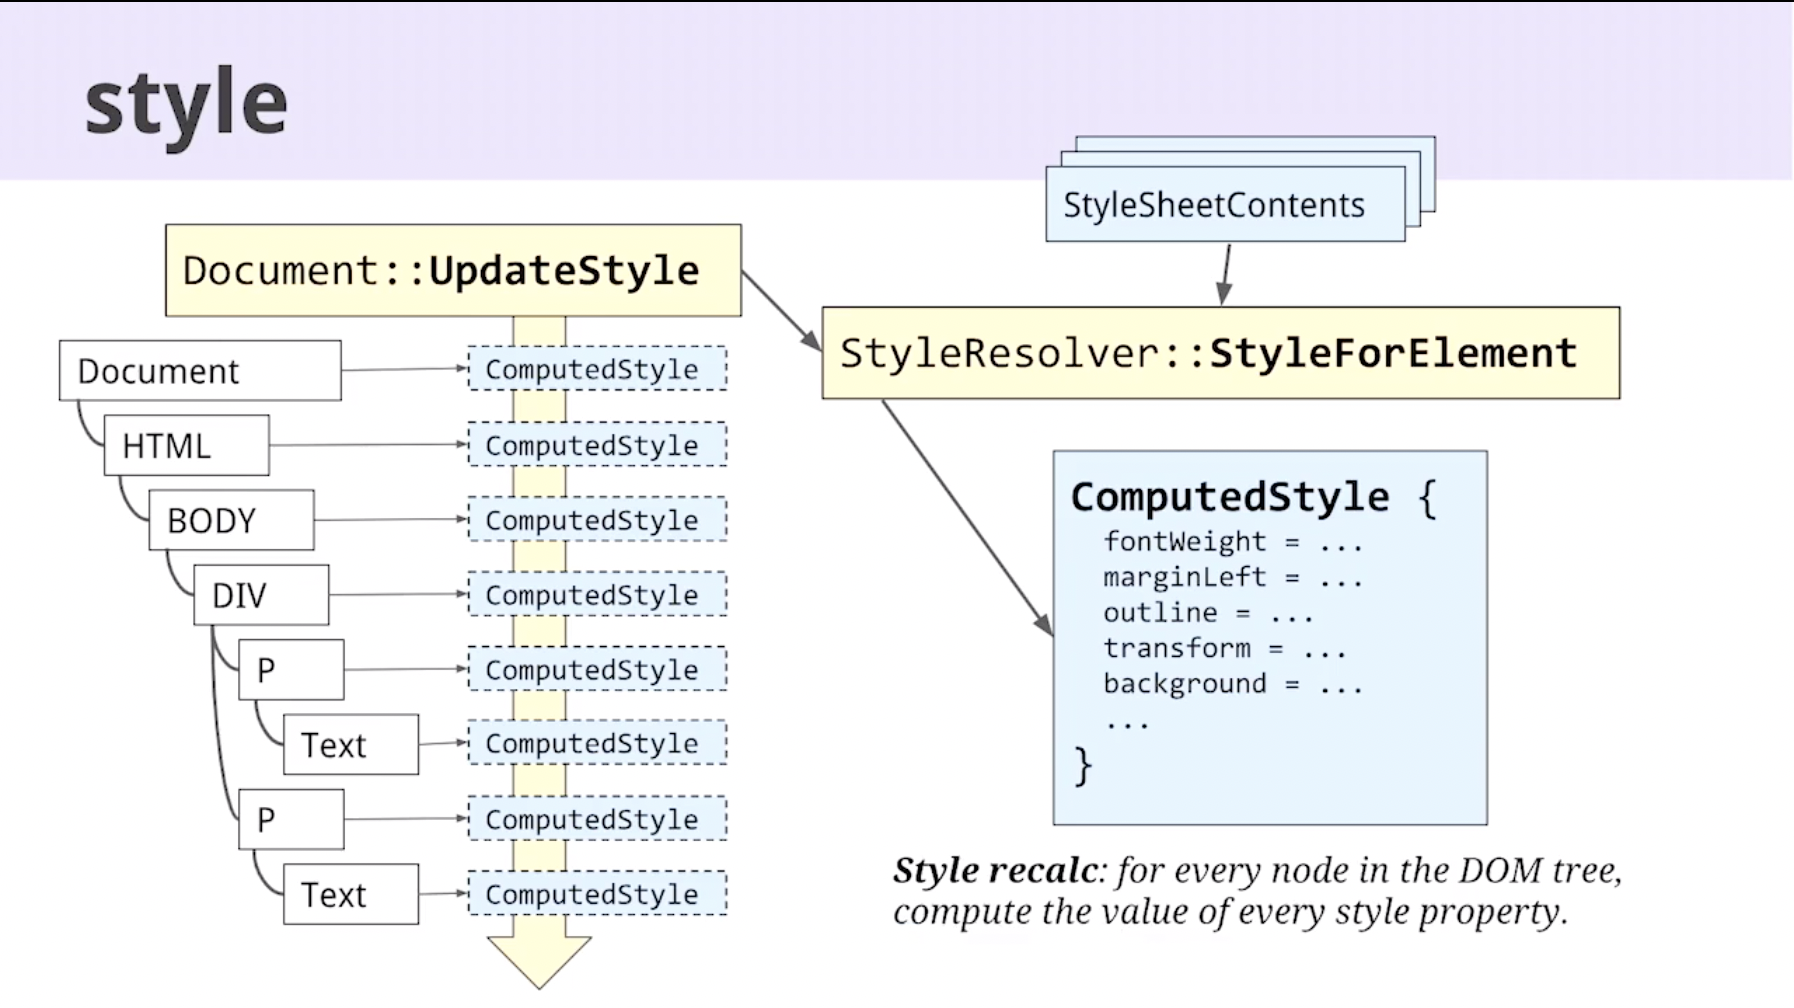 style
StyleSheetContents
Document::UpdateStyle
StyleResolver::StyleForElement
Document
ComputedStyle
HTML
ComputedStyle
BODY
ComputedStyle
DIV
ComputedStyle
P
ComputedStyle
Text
ComputedStyle
P
ComputedStyle
Text
ComputedStyle
ComputedStyle {
fontWeight = ...
marginLeft = ...
outline = ...
transform = ...
background = ...
...
}
Style recalc: for every node in the DOM tree,
compute the value of every style property.